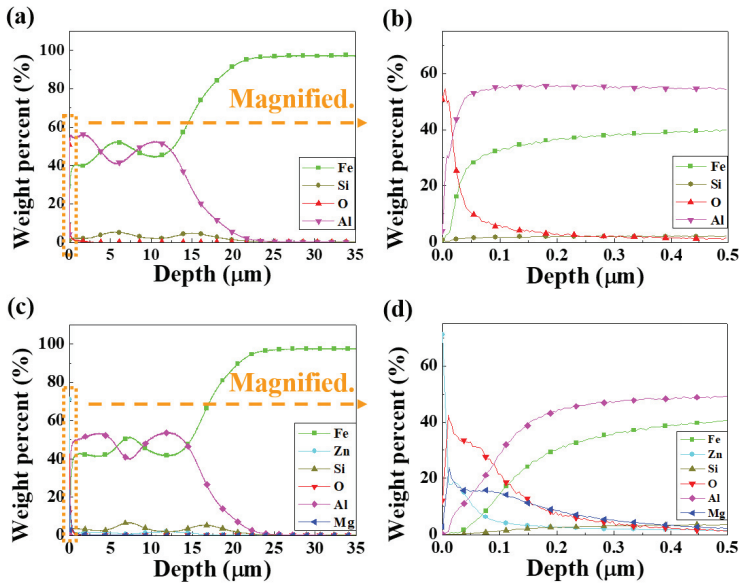 (a)
Weight percent (%)
100
80
60
40
20
0
Magnified.
Fe
Si
O
Al
0 5 10 15 20 25 30 35
Depth (μm)
(b)
Weight percent (%)
60
40
20
0
Fe
Si
O
Al
0.0 0.1 0.2 0.3 0.4 0.5
Depth (μm)
(c)
Weight percent (%)
100
80
60
40
20
0
Magnified.
Fe
Zn
Si
O
Al
Mg
0 5 10 15 20 25 30 35
Depth (μm)
(d)
Weight percent (%)
60
40
20
0
Fe
Zn
Si
O
Al
Mg
0.0 0.1 0.2 0.3 0.4 0.5
Depth (μm)